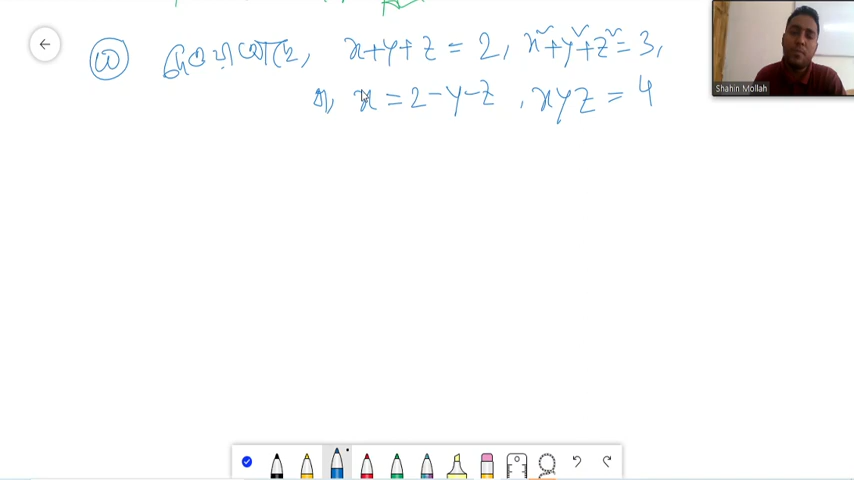 দেওয়া আছে, x+y+z = 2, x²+y²+z² = 3,
বা, x = 2-y-z, xyz = 4
Shahin Mollah